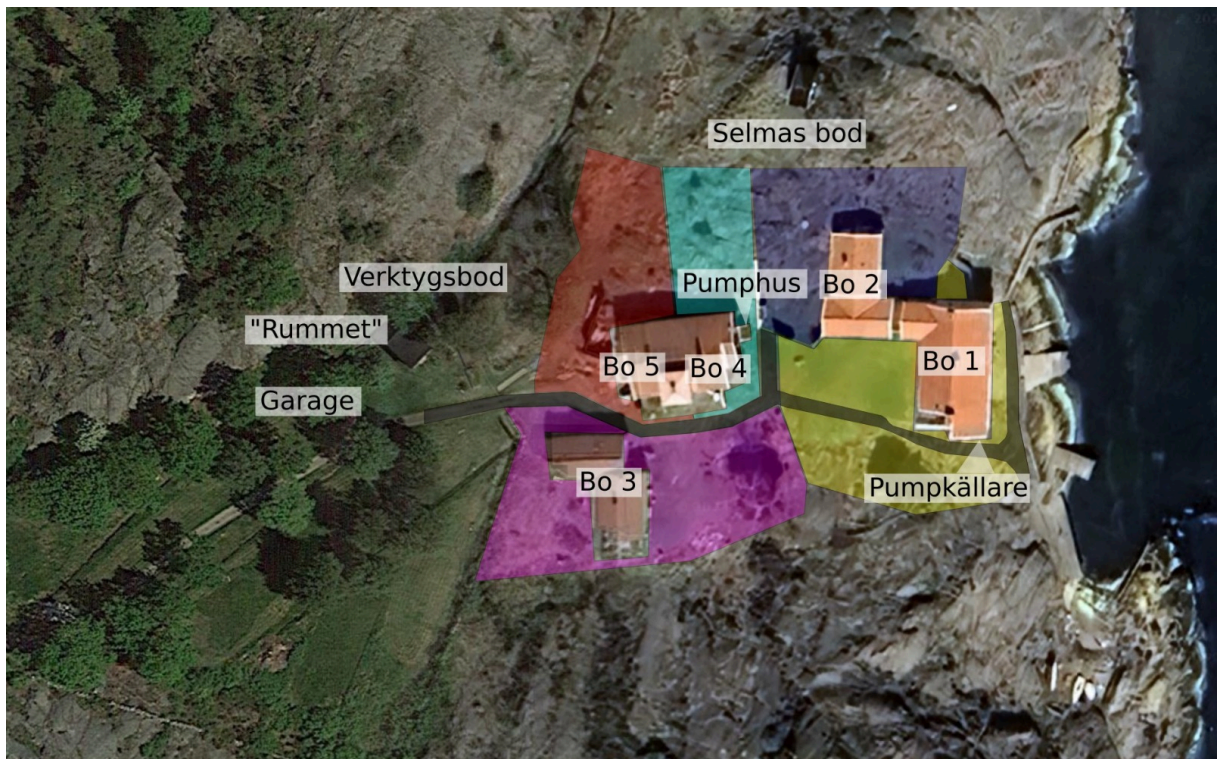 Selmas bod
Verktygsbod
Pumphus
Bo 2
"Rummet"
Bo 5
Bo 4
Bo 1
Garage
Bo 3
Pumpkällare